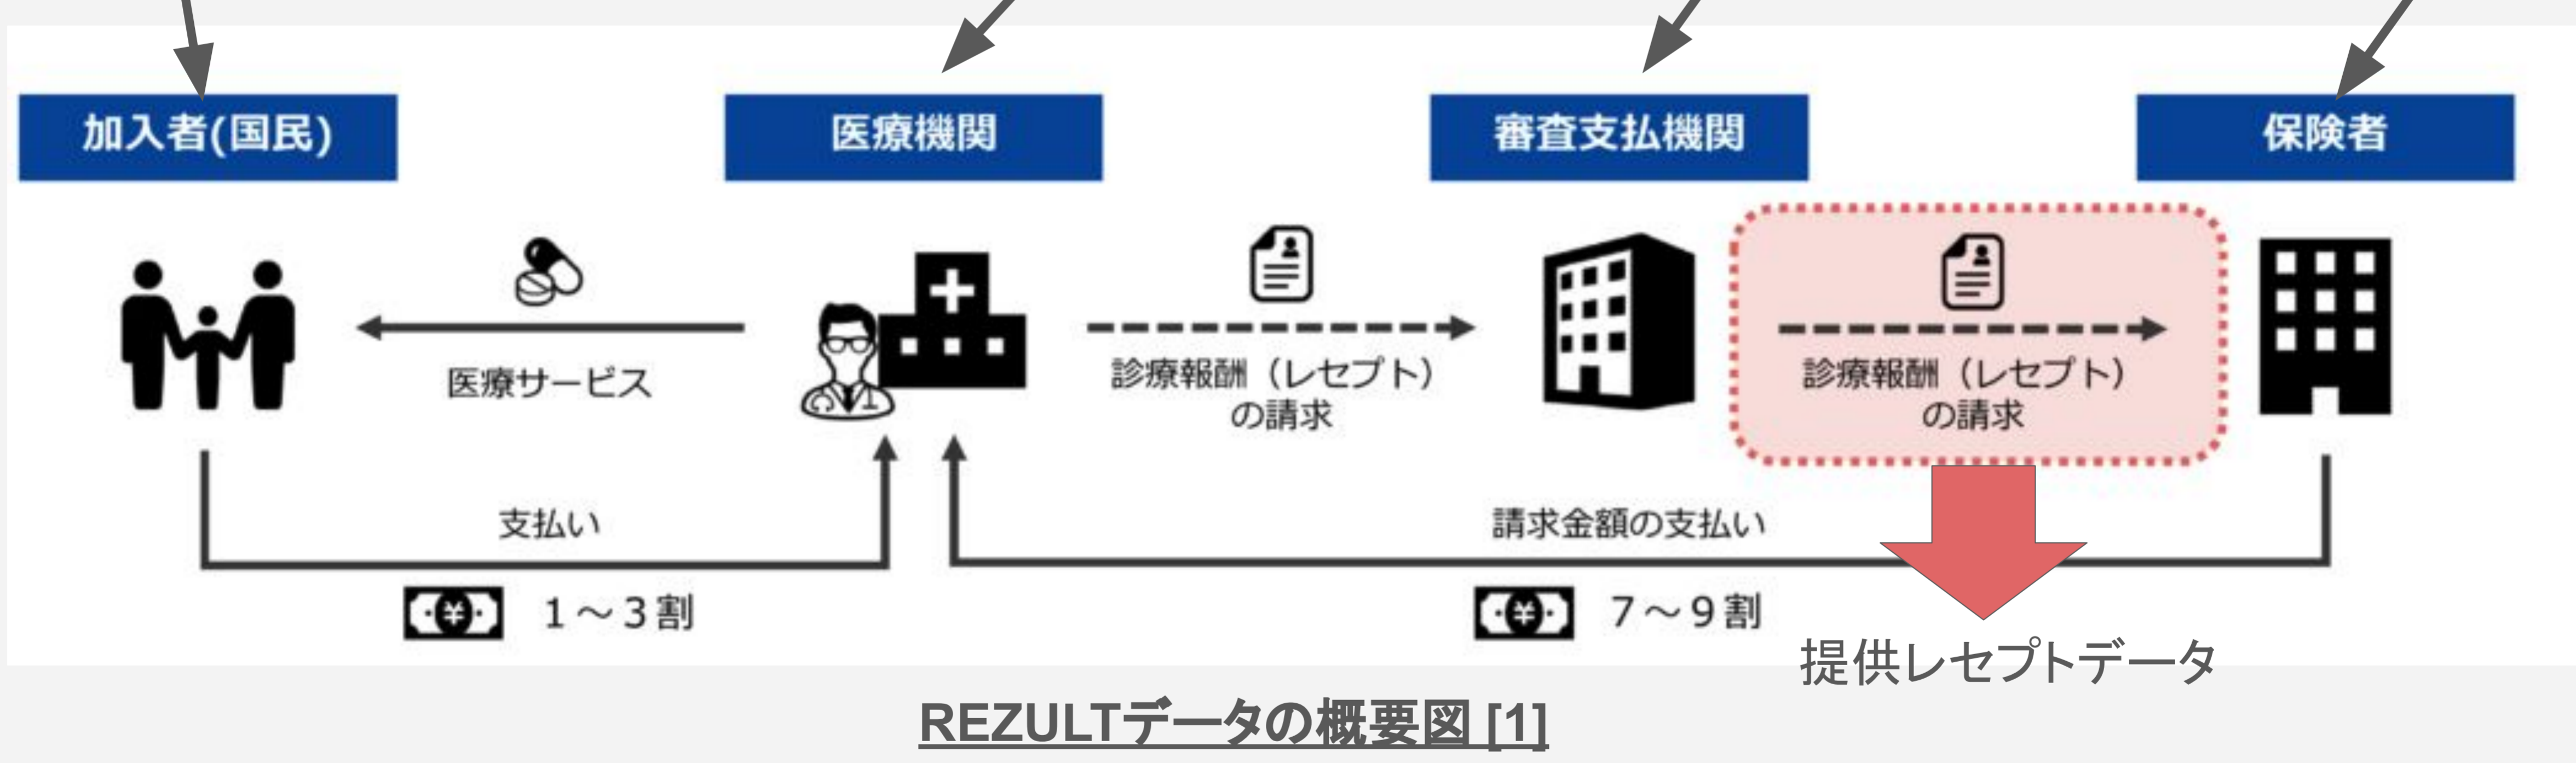 加入者(国民)
医療機関
審査支払機関
保険者
医療サービス
診療報酬（レセプト）
の請求
診療報酬（レセプト）
の請求
支払い
請求金額の支払い
¥
1～3割
¥
7～9割
提供レセプトデータ
REZULTデータの概要図 [1]